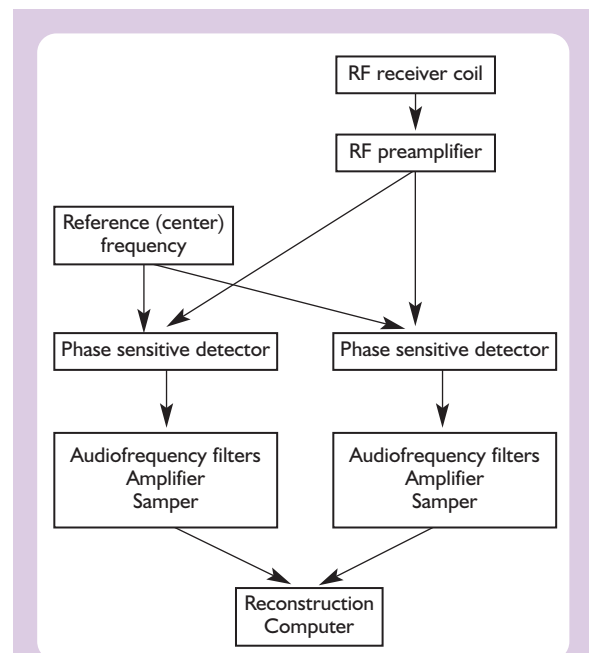 RF receiver coil
RF preamplifier
Reference (center)
frequency
Phase sensitive detector
Phase sensitive detector
Audiofrequency filters
Amplifier
Samper
Audiofrequency filters
Amplifier
Samper
Reconstruction
Computer